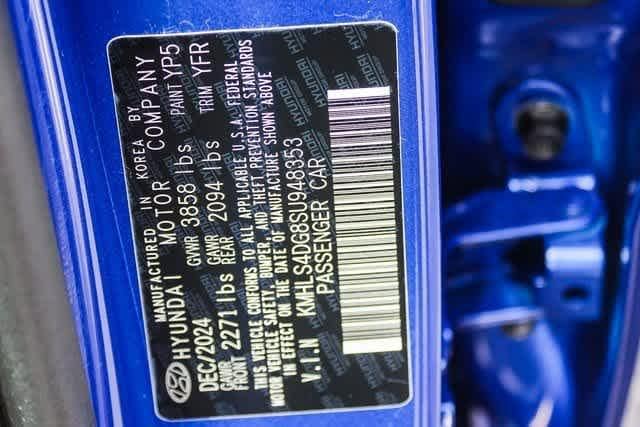 MANUFACTURED IN KOREA BY
HYUNDAI MOTOR COMPANY
DEC/2024 GVWR 3858 lbs PAINT YP5
GAWR FRONT 2271 lbs GAWR REAR 2094 lbs TRIM YFR
THIS VEHICLE CONFORMS TO ALL APPLICABLE U.S. FEDERAL
MOTOR VEHICLE SAFETY, BUMPER, AND THEFT PREVENTION STANDARDS
IN EFFECT ON THE DATE OF MANUFACTURE SHOWN ABOVE
V.I.N KMHLS4DG8SU948353
PASSENGER CAR